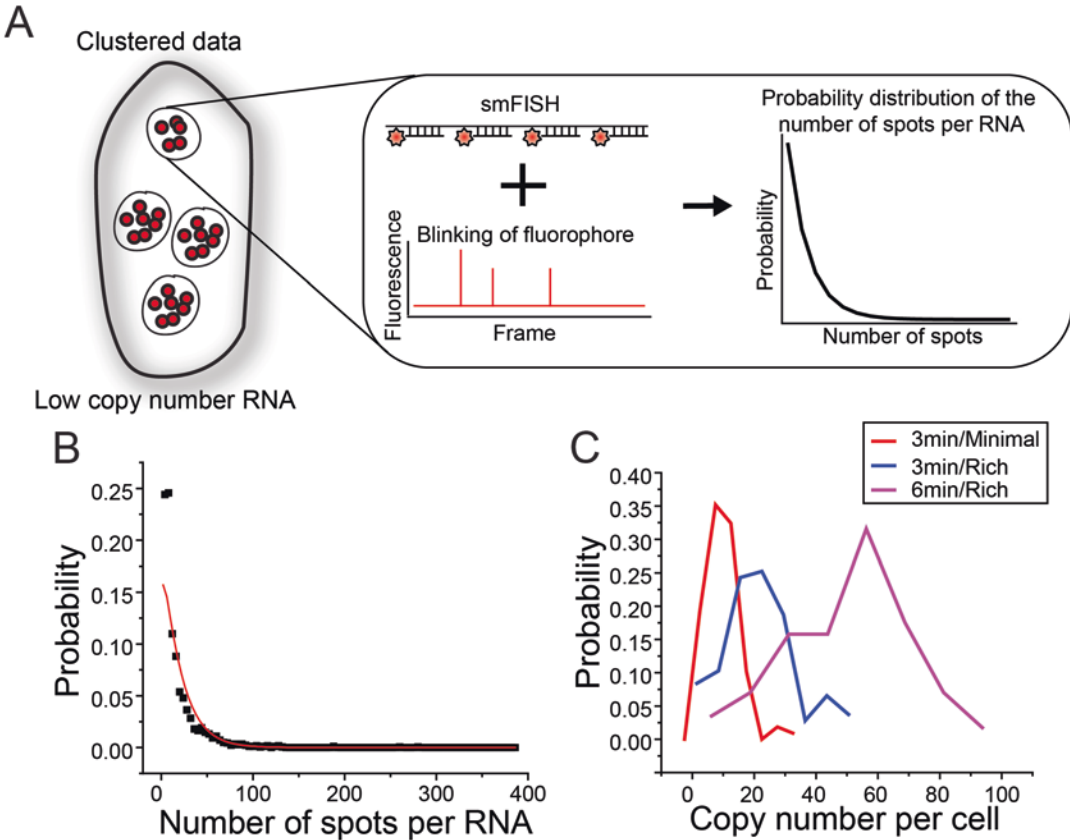 A
Clustered data
Low copy number RNA
smFISH
Blinking of fluorophore
Fluorescence
Frame
Probability distribution of the
number of spots per RNA
Probability
Number of spots
B
Probability
0.25
0.20
0.15
0.10
0.05
0.00
0
100
200
300
400
Number of spots per RNA
C
3min/Minimal
3min/Rich
6min/Rich
Probability
0.40
0.35
0.30
0.25
0.20
0.15
0.10
0.05
0.00
0
20
40
60
80
100
Copy number per cell